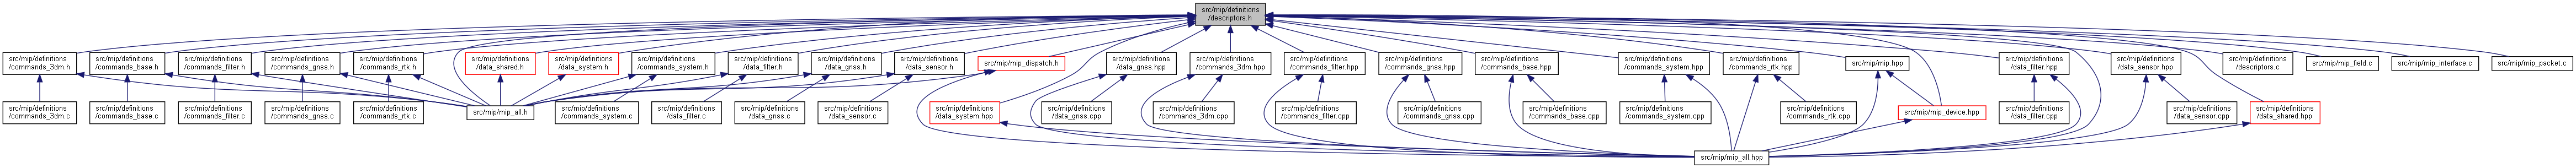 src/mip/definitions
/descriptors.h
src/mip/definitions
/commands_3dm.h
src/mip/definitions
/commands_base.h
src/mip/definitions
/commands_filter.h
src/mip/definitions
/commands_gnss.h
src/mip/definitions
/commands_rtk.h
src/mip/definitions
/data_shared.h
src/mip/definitions
/data_system.h
src/mip/definitions
/commands_system.h
src/mip/definitions
/data_filter.h
src/mip/definitions
/data_gnss.h
src/mip/definitions
/data_sensor.h
src/mip/mip_dispatch.h
src/mip/definitions
/data_gnss.hpp
src/mip/definitions
/commands_3dm.hpp
src/mip/definitions
/commands_filter.hpp
src/mip/definitions
/commands_gnss.hpp
src/mip/definitions
/commands_base.hpp
src/mip/definitions
/commands_system.hpp
src/mip/definitions
/commands_rtk.hpp
src/mip/mip.hpp
src/mip/definitions
/data_filter.hpp
src/mip/definitions
/data_sensor.hpp
src/mip/definitions
/descriptors.c
src/mip/mip_field.c
src/mip/mip_interface.c
src/mip/mip_packet.c
src/mip/definitions
/commands_3dm.c
src/mip/definitions
/commands_base.c
src/mip/definitions
/commands_filter.c
src/mip/definitions
/commands_gnss.c
src/mip/definitions
/commands_rtk.c
src/mip/mip_all.h
src/mip/definitions
/commands_system.c
src/mip/definitions
/data_filter.c
src/mip/definitions
/data_gnss.c
src/mip/definitions
/data_sensor.c
src/mip/definitions
/data_system.hpp
src/mip/definitions
/data_gnss.cpp
src/mip/definitions
/commands_3dm.cpp
src/mip/definitions
/commands_filter.cpp
src/mip/definitions
/commands_gnss.cpp
src/mip/definitions
/commands_base.cpp
src/mip/definitions
/commands_system.cpp
src/mip/definitions
/commands_rtk.cpp
src/mip/mip_device.hpp
src/mip/definitions
/data_filter.cpp
src/mip/definitions
/data_sensor.cpp
src/mip/definitions
/data_shared.hpp
src/mip/mip_all.hpp